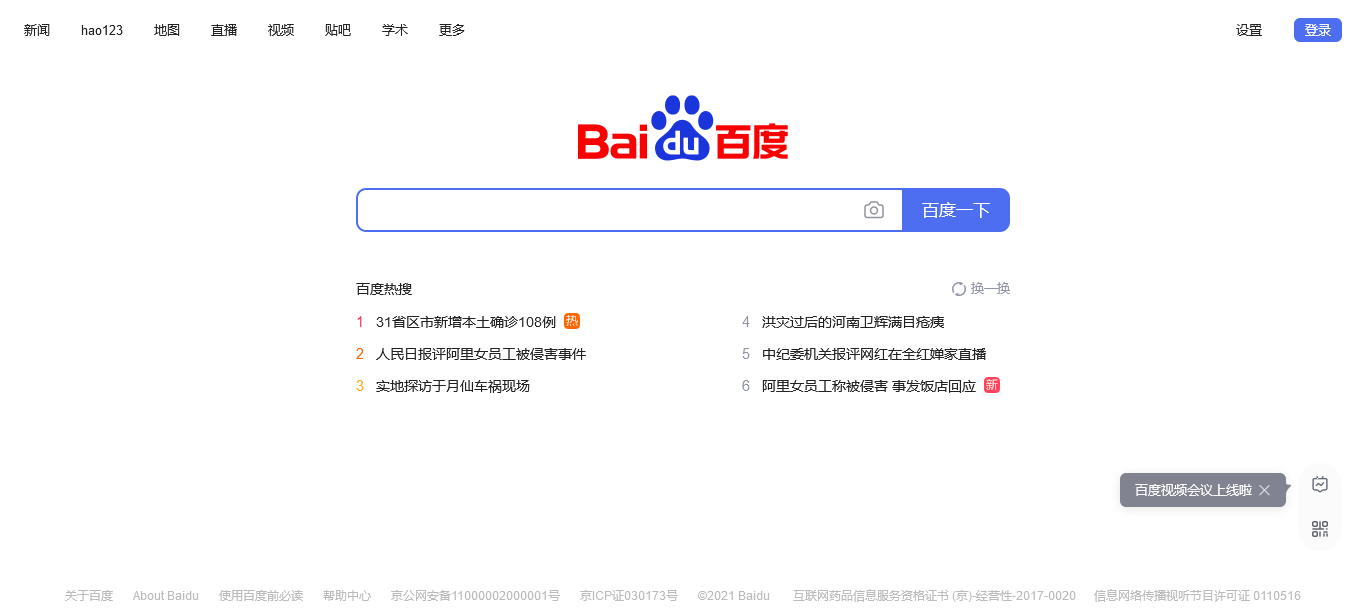 新闻 hao123 地图 直播 视频 贴吧 学术 更多 设置 登录
Bai du 百度
百度一下
百度热搜 换一换
1 31省区市新增本土确诊108例 热
2 人民日报评阿里女员工被侵害事件
3 实地探访于月仙车祸现场
4 洪灾过后的河南卫辉满目疮痍
5 中纪委机关报评网红在全红婵家直播
6 阿里女员工称被侵害 事发饭店回应 新
百度视频会议上线啦
关于百度 About Baidu 使用百度前必读 帮助中心 京公网安备11000002000001号 京ICP证030173号 ©2021 Baidu 互联网药品信息服务资格证书 (京)-经营性-2017-0020 信息网络传播视听节目许可证 0110516